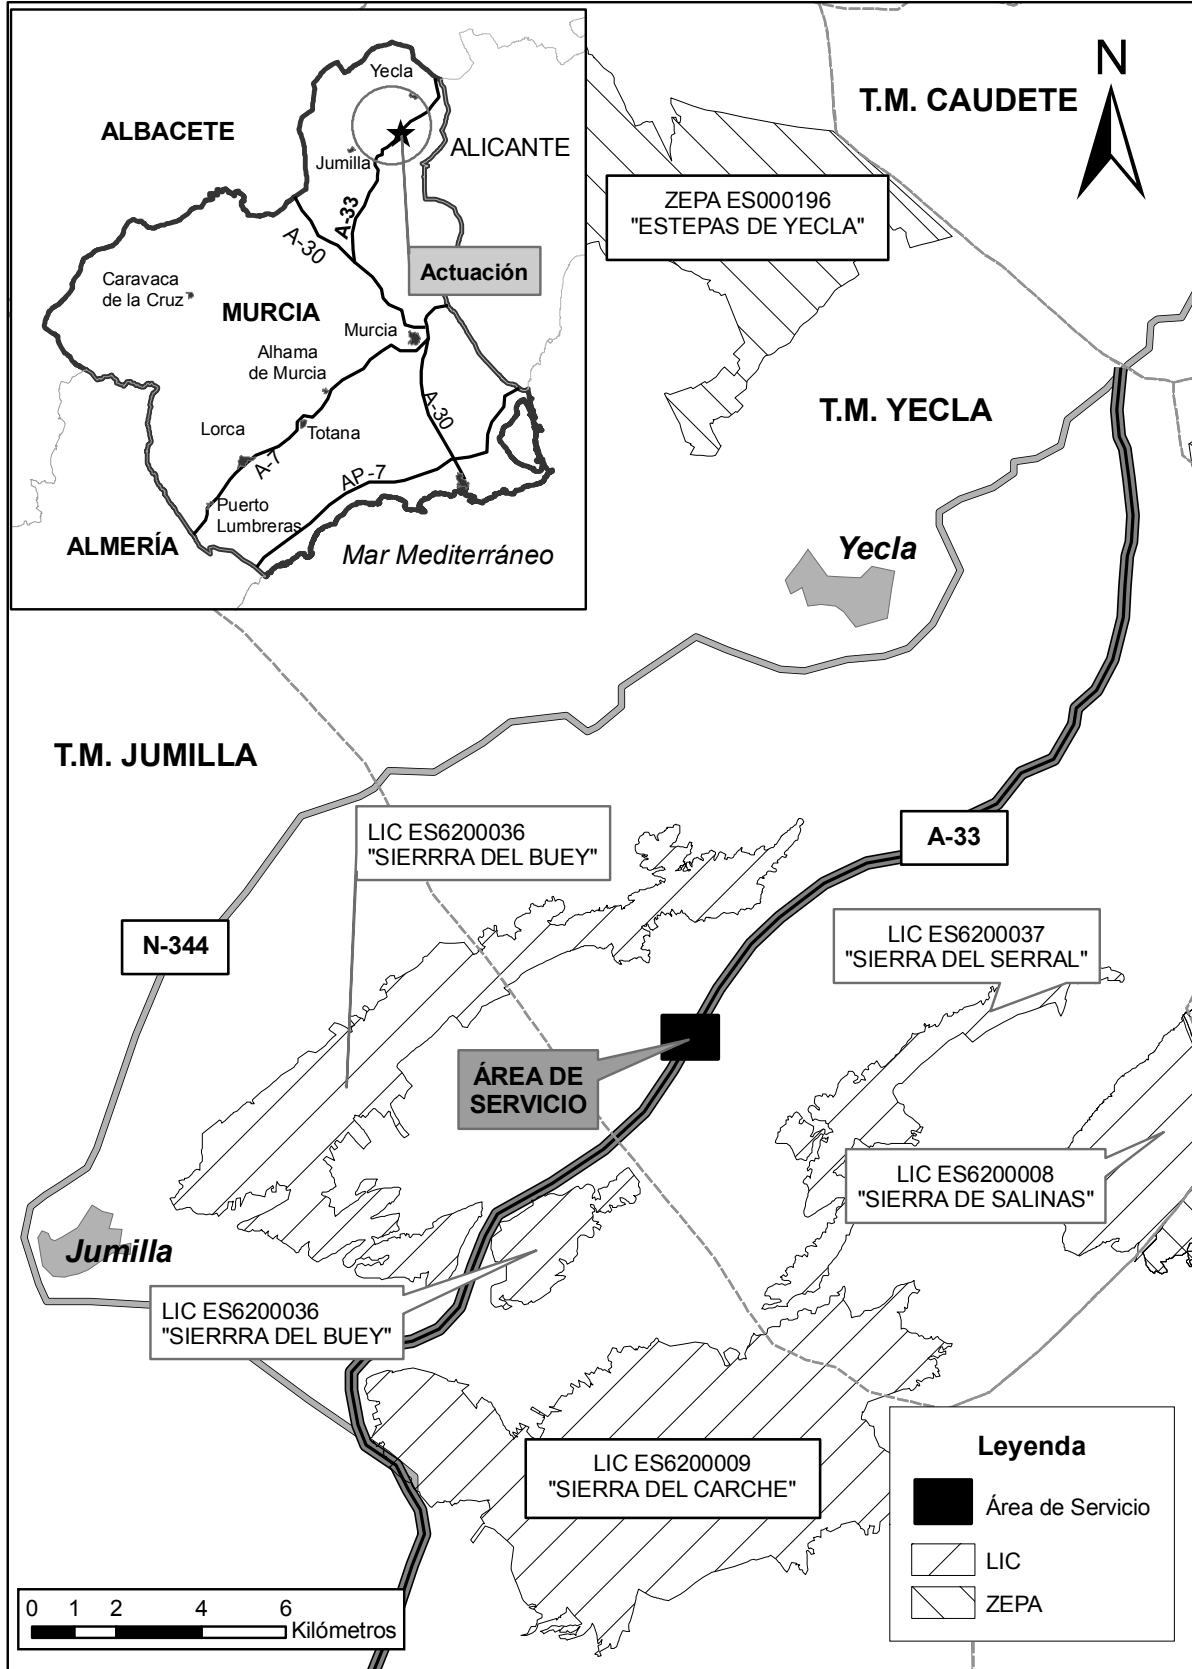 Yecla
ALBACETE
ALICANTE
Jumilla
A-33
A-30
Actuación
Caravaca
de la Cruz
MURCIA
Murcia
Alhama
de Murcia
A-30
Lorca
Totana
A-7
AP-7
Puerto
Lumbreras
ALMERÍA
Mar Mediterráneo
N
T.M. CAUDETE
ZEPA ES000196
"ESTEPAS DE YECLA"
T.M. YECLA
Yecla
T.M. JUMILLA
LIC ES6200036
"SIERRRA DEL BUEY"
A-33
N-344
LIC ES6200037
"SIERRA DEL SERRAL"
ÁREA DE
SERVICIO
LIC ES6200008
"SIERRA DE SALINAS"
Jumilla
LIC ES6200036
"SIERRRA DEL BUEY"
LIC ES6200009
"SIERRA DEL CARCHE"
Leyenda
Área de Servicio
LIC
ZEPA
0 1 2 4 6
Kilómetros